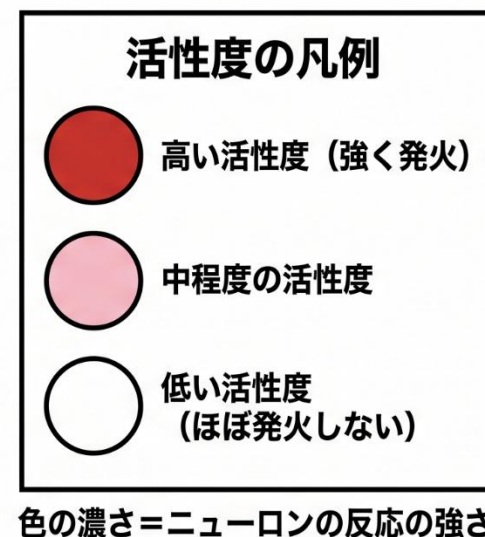 活性度の凡例
高い活性度（強く発火）
中程度の活性度
低い活性度
（ほぼ発火しない）
色の濃さ＝ニューロンの反応の強さ